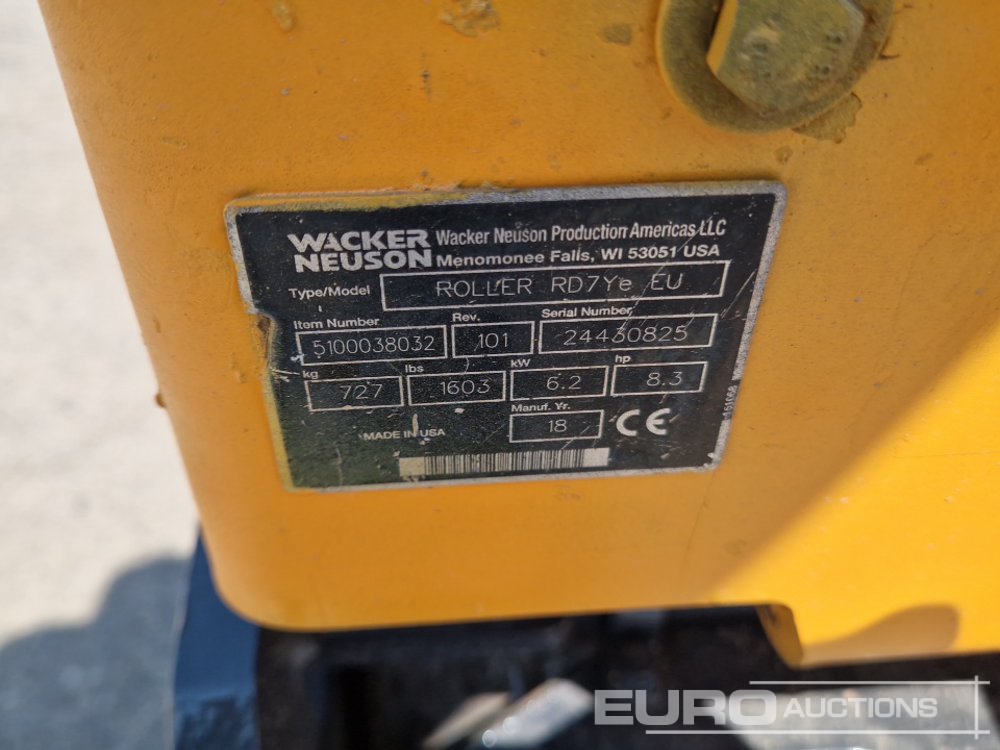 WACKER NEUSON
Wacker Neuson Production Americas LLC
Menomonee Falls, WI 53051 USA
Type/Model ROLLER RD7Ye EU
Item Number Rev. Serial Number
5100038032 101 24430825
kg lbs kW hp
727 1603 6.2 8.3
Manuf. Yr.
MADE IN USA 18 CE
EURO AUCTIONS